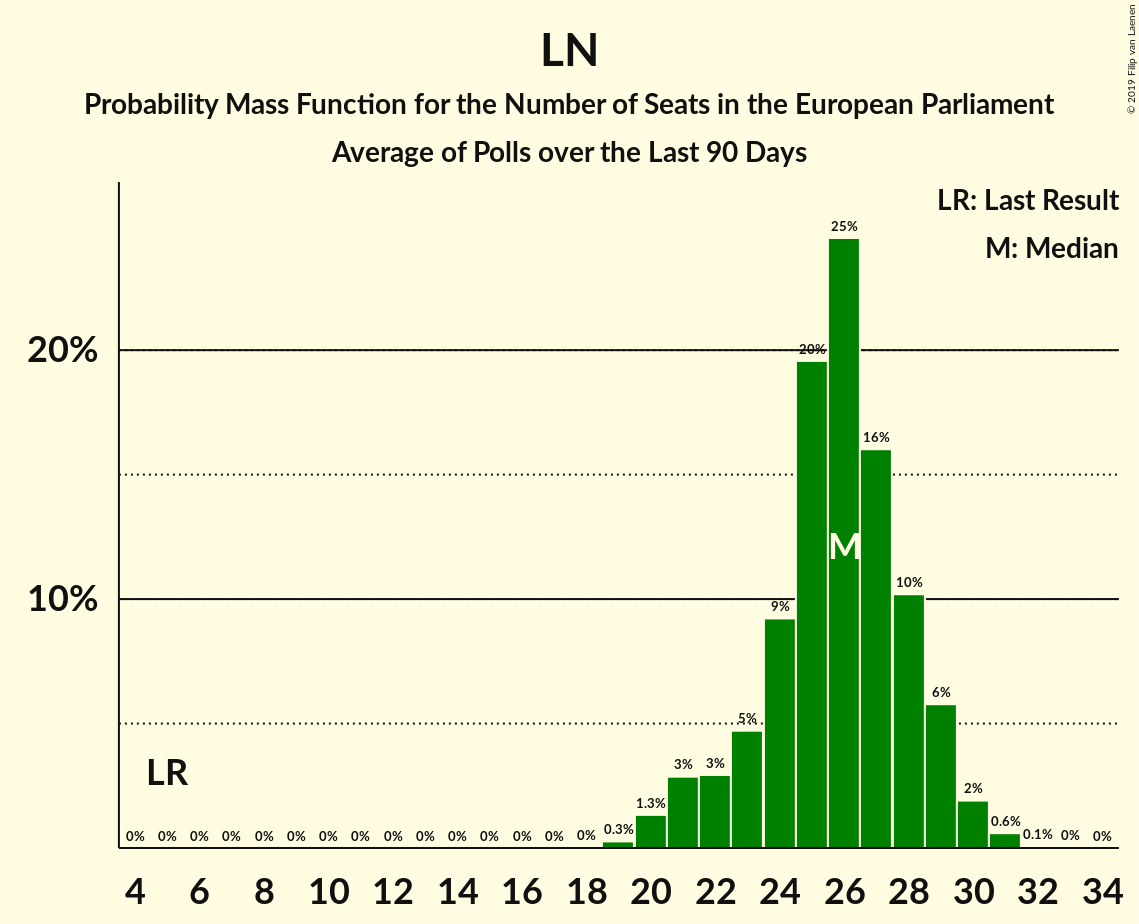 LN
Probability Mass Function for the Number of Seats in the European Parliament
Average of Polls over the Last 90 Days
© 2019 Filip van Laenen
LR: Last Result
M: Median
20%
10%
25%
20%
16%
10%
9%
6%
5%
3% 3%
2%
1.3%
0.6%
0.3%
0.1%
0% 0% 0% 0% 0% 0% 0% 0% 0% 0% 0% 0% 0% 0% 0% 0% 0%
M
LR
4 6 8 10 12 14 16 18 20 22 24 26 28 30 32 34